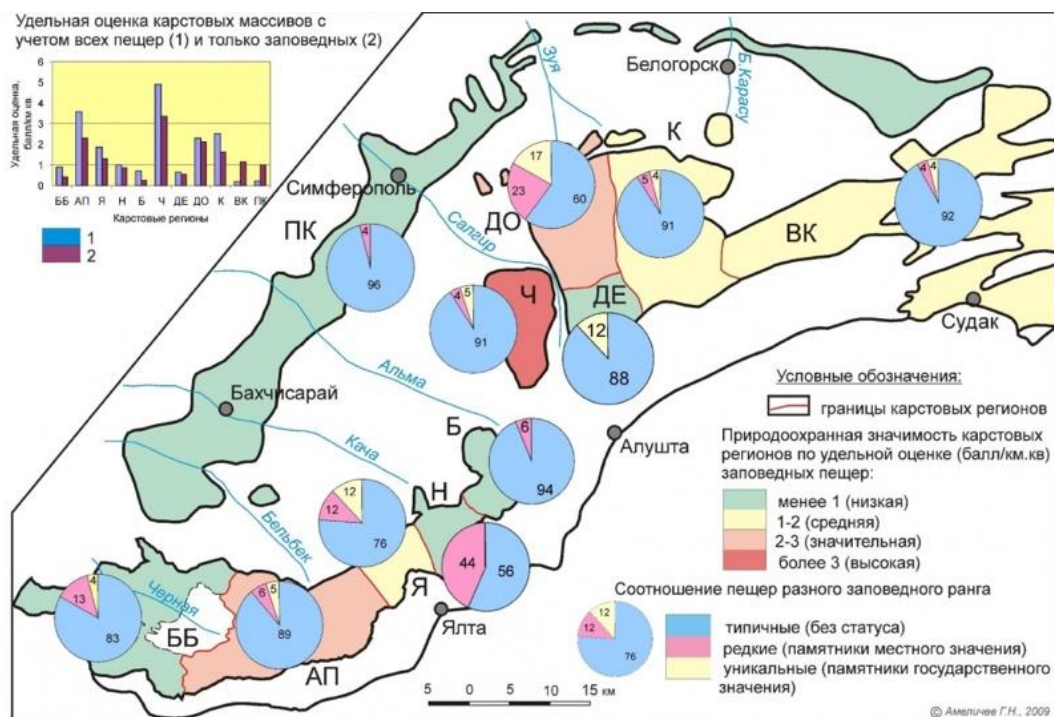 Удельная оценка карстовых массивов с
учетом всех пещер (1) и только заповедных (2)
Удельная оценка,
балл/км кв.
6
5
4
3
2
1
0
ББ АП Я Н Б Ч ДЕ ДО К ВК ПК
Карстовые регионы
1
2
Зуя
Белогорск
Б.Карасу
К
Симферополь
17
23
60
ДО
5
4
91
4
4
92
ПК
Салгир
ВК
4
96
Ч
ДЕ
4
5
91
12
88
Судак
Альма
Бахчисарай
Кача
Б
6
94
Алушта
Н
12
12
76
Бельбек
Я
44
56
Ялта
4
13
83
Черная
ББ
6
5
89
АП
Условные обозначения:
границы карстовых регионов
Природоохранная значимость карстовых
регионов по удельной оценке (балл/км.кв)
заповедных пещер:
менее 1 (низкая)
1-2 (средняя)
2-3 (значительная)
более 3 (высокая)
Соотношение пещер разного заповедного ранга
12
12
76
типичные (без статуса)
редкие (памятники местного значения)
уникальные (памятники государственного
значения)
5 0 5 10 15 км
© Амеличев Г.Н., 2009